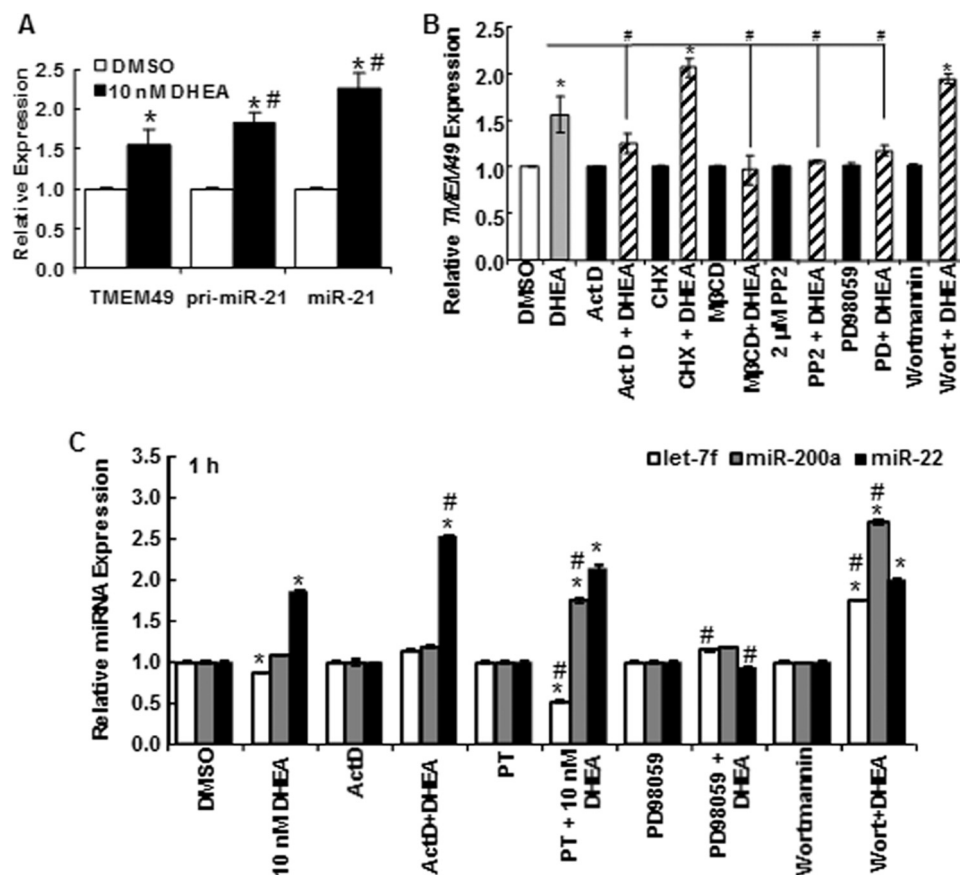 A
Relative Expression
2.5
2.0
1.5
1.0
0.5
0.0
DMSO
10 nM DHEA
*
* #
* #
TMEM49
pri-miR-21
miR-21
B
Relative TMEM49 Expression
2.5
2.0
1.5
1.0
0.5
0.0
# # # #
* * *
DMSO
DHEA
Act D
Act D + DHEA
CHX
CHX + DHEA
MβCD
MβCD+DHEA
2 µM PP2
PP2 + DHEA
PD98059
PD+ DHEA
Wortmannin
Wort + DHEA
C
Relative miRNA Expression
3.5
3.0
2.5
2.0
1.5
1.0
0.5
0.0
1 h
let-7f miR-200a miR-22
*
*
#
*
#
*
#
*
*
#
#
#
*
#
*
*
DMSO
10 nM DHEA
ActD
ActD+DHEA
PT
PT + 10 nM
DHEA
PD98059
PD98059 +
DHEA
Wortmannin
Wort+DHEA